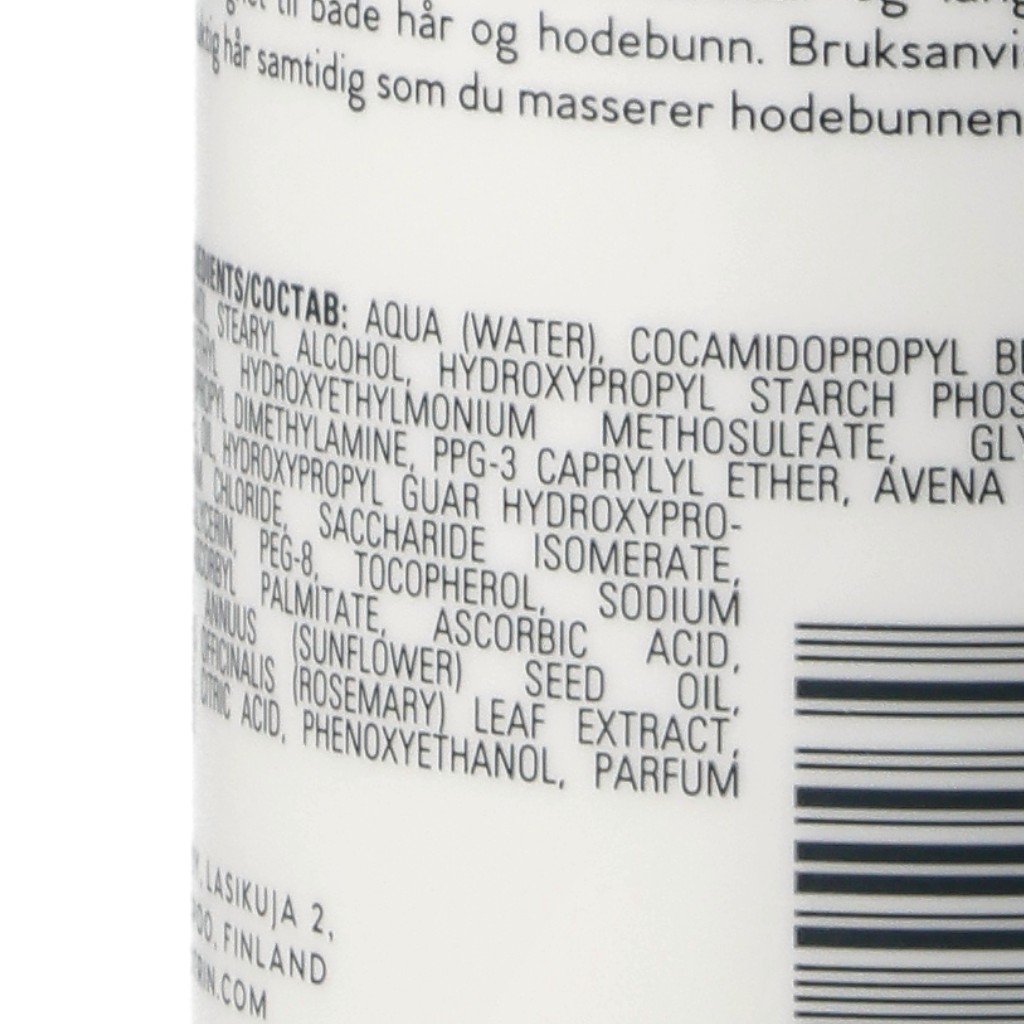 til både hår og hodebunn.
hår samtidig som du masserer hodebunnen
INGREDIENTS/COCTAB: AQUA (WATER), COCAMIDOPROPYL
STEARYL ALCOHOL, HYDROXYPROPYL STARCH
HYDROXYETHYLMONIUM METHOSULFATE,
DIMETHYLAMINE, PPG-3 CAPRYLYL ETHER, AVENA
OIL, HYDROXYPROPYL GUAR HYDROXYPRO-
CHLORIDE, SACCHARIDE ISOMERATE,
PEG-8, TOCOPHEROL, SODIUM
PALMITATE, ASCORBIC ACID,
ANNUUS (SUNFLOWER) SEED OIL,
OFFICINALIS (ROSEMARY) LEAF EXTRACT,
CITRIC ACID, PHENOXYETHANOL, PARFUM
LASIKUJA 2,
FINLAND